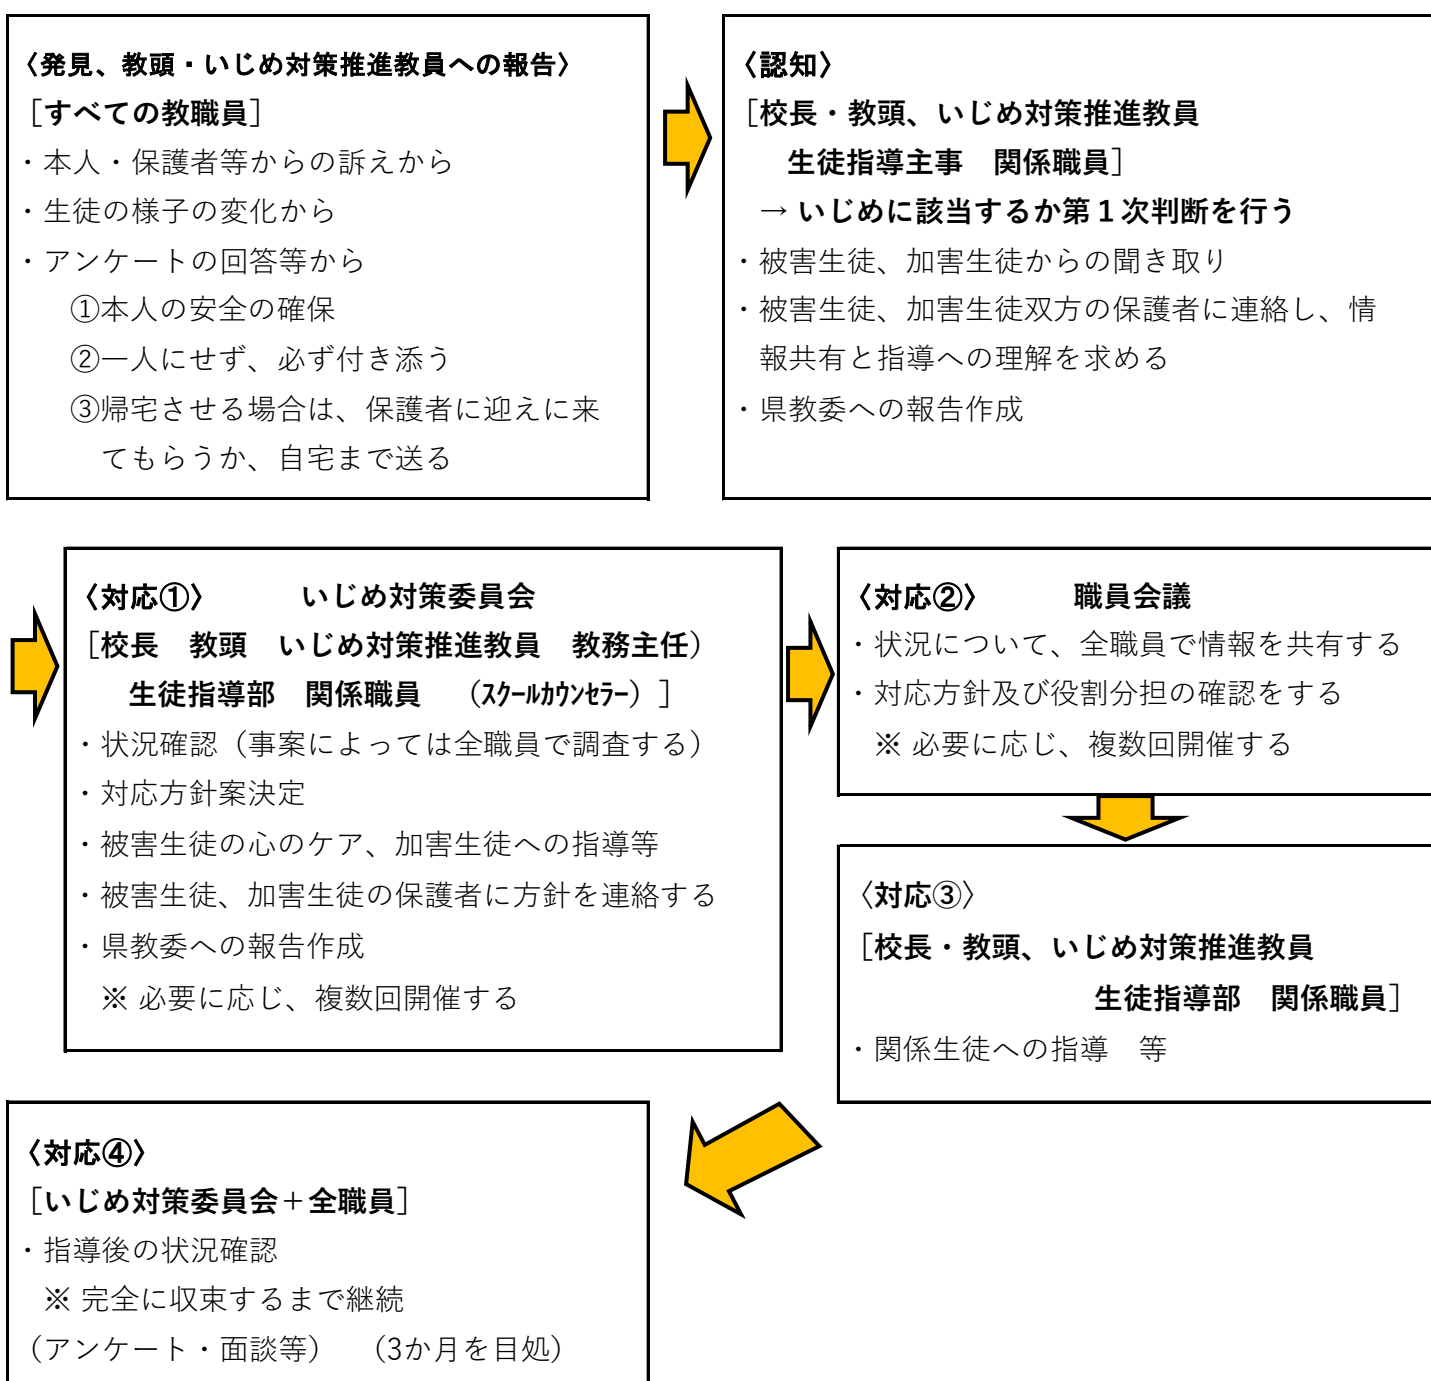 〈発見、教頭・いじめ対策推進教員への報告〉
［すべての教職員］
・本人・保護者等からの訴えから
・生徒の様子の変化から
・アンケートの回答等から
①本人の安全の確保
②一人にせず、必ず付き添う
③帰宅させる場合は、保護者に迎えに来
てもらうか、自宅まで送る
〈認知〉
［校長・教頭、いじめ対策推進教員
生徒指導主事　関係職員］
→ いじめに該当するか第１次判断を行う
・被害生徒、加害生徒からの聞き取り
・被害生徒、加害生徒双方の保護者に連絡し、情
報共有と指導への理解を求める
・県教委への報告作成
〈対応①〉　　　いじめ対策委員会
［校長　教頭　いじめ対策推進教員　教務主任）
生徒指導部　関係職員　（ｽｸｰﾙｶｳﾝｾﾗｰ）］
・状況確認（事案によっては全職員で調査する）
・対応方針案決定
・被害生徒の心のケア、加害生徒への指導等
・被害生徒、加害生徒の保護者に方針を連絡する
・県教委への報告作成
※ 必要に応じ、複数回開催する
〈対応②〉　　　職員会議
・状況について、全職員で情報を共有する
・対応方針及び役割分担の確認をする
※ 必要に応じ、複数回開催する
〈対応③〉
［校長・教頭、いじめ対策推進教員
生徒指導部　関係職員］
・関係生徒への指導　等
〈対応④〉
［いじめ対策委員会＋全職員］
・指導後の状況確認
※ 完全に収束するまで継続
（アンケート・面談等）　（3か月を目処）